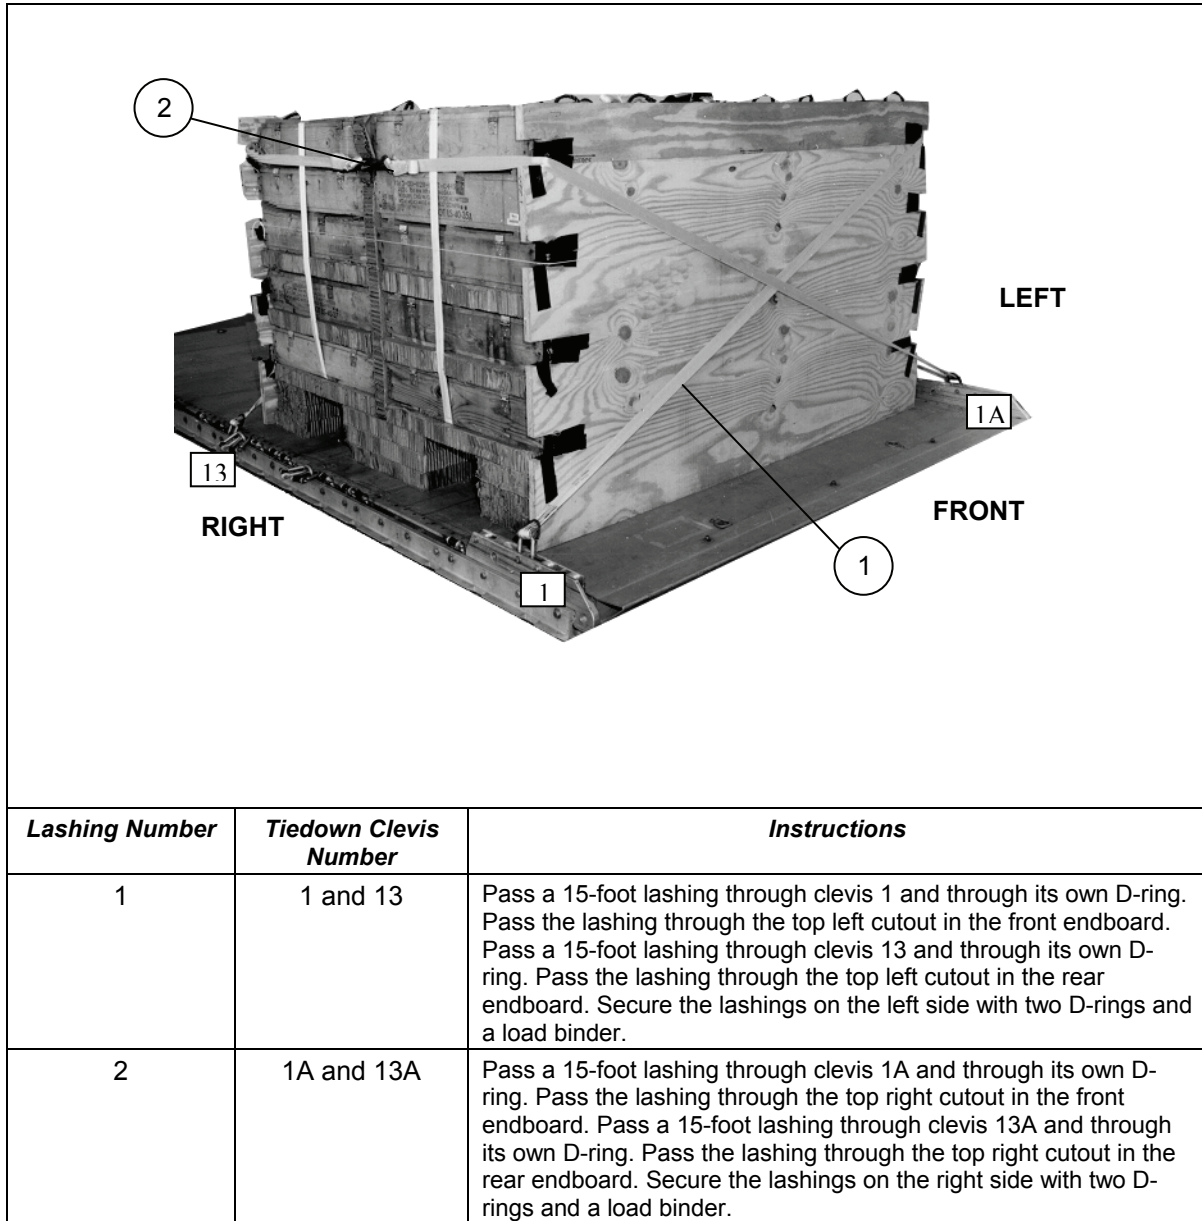 2
LEFT
1A
13
RIGHT
FRONT
1
1
Lashing Number
Tiedown Clevis
Number
Instructions
1
1 and 13
Pass a 15-foot lashing through clevis 1 and through its own D-ring.
Pass the lashing through the top left cutout in the front endboard.
Pass a 15-foot lashing through clevis 13 and through its own D-
ring. Pass the lashing through the top left cutout in the rear
endboard. Secure the lashings on the left side with two D-rings and
a load binder.
2
1A and 13A
Pass a 15-foot lashing through clevis 1A and through its own D-
ring. Pass the lashing through the top right cutout in the front
endboard. Pass a 15-foot lashing through clevis 13A and through
its own D-ring. Pass the lashing through the top right cutout in the
rear endboard. Secure the lashings on the right side with two D-
rings and a load binder.